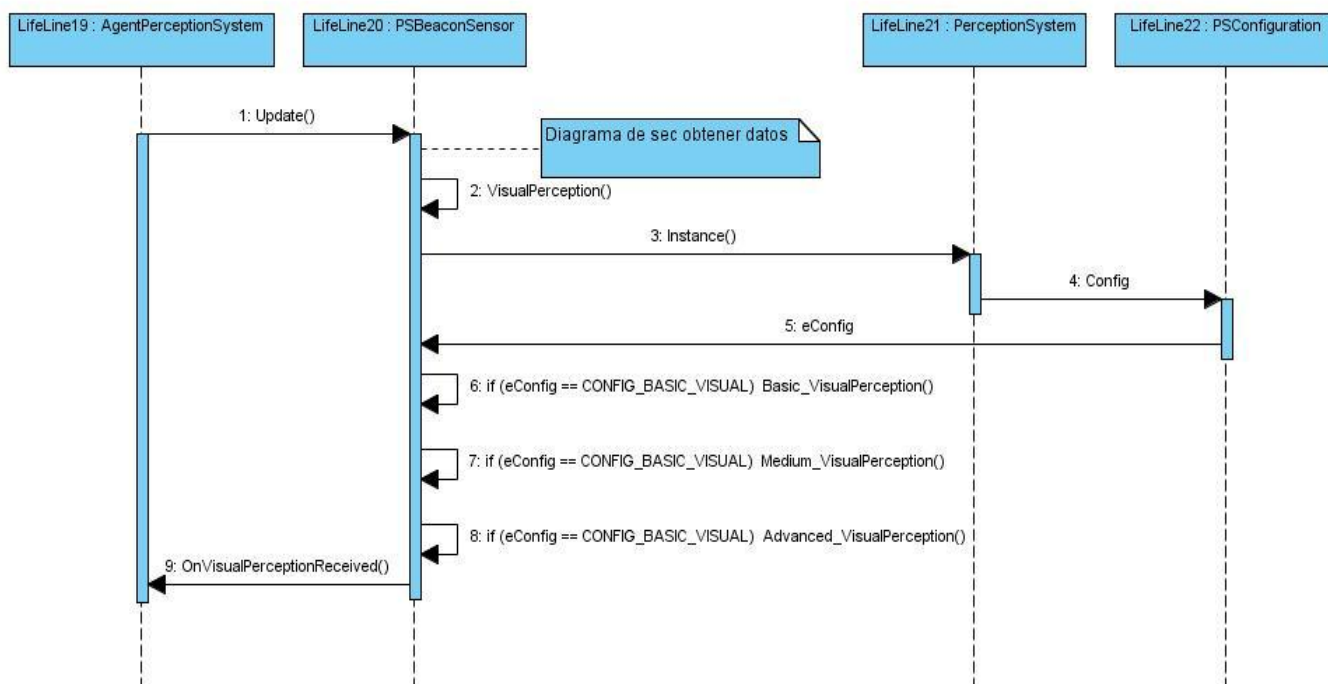 LifeLine19 : AgentPerceptionSystem
LifeLine20 : PSBeaconSensor
LifeLine21 : PerceptionSystem
LifeLine22 : PSConfiguration
1: Update()
Diagrama de sec obtener datos
2: VisualPerception()
3: Instance()
4: Config
5: eConfig
6: if (eConfig == CONFIG_BASIC_VISUAL) Basic_VisualPerception()
7: if (eConfig == CONFIG_BASIC_VISUAL) Medium_VisualPerception()
8: if (eConfig == CONFIG_BASIC_VISUAL) Advanced_VisualPerception()
9: OnVisualPerceptionReceived()